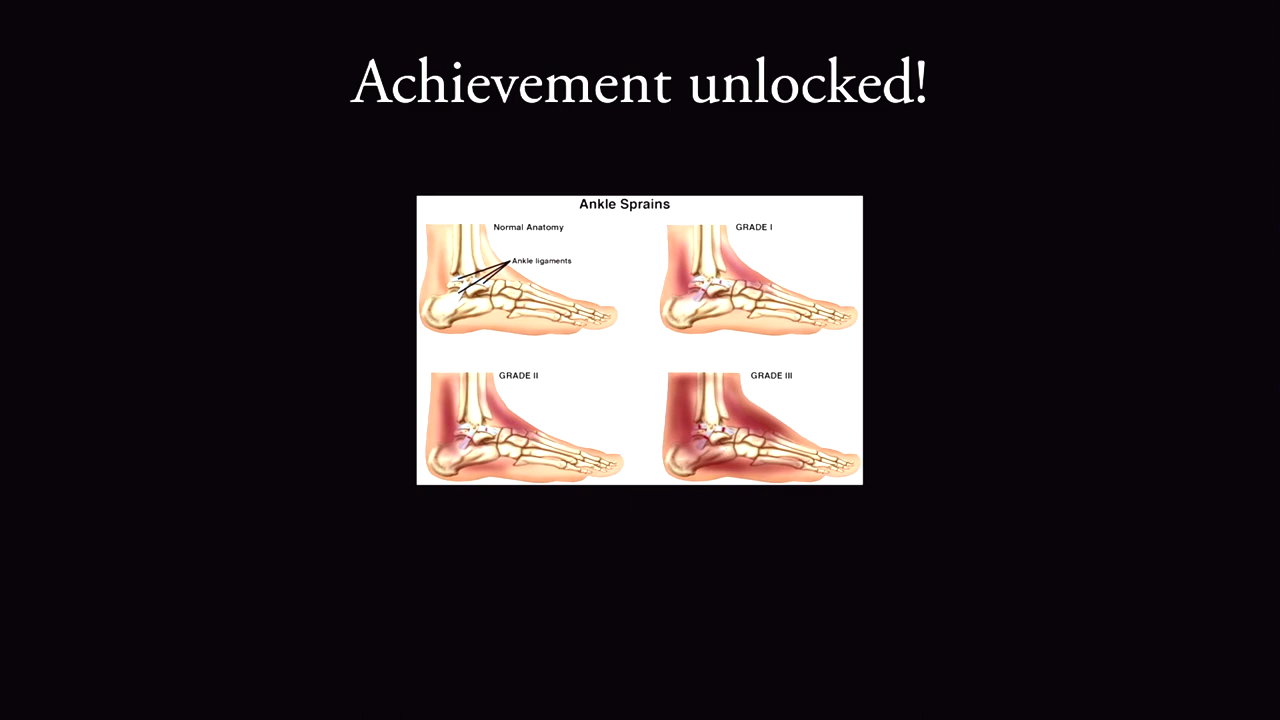 Achievement unlocked!
Ankle Sprains
Normal Anatomy
GRADE I
Ankle ligaments
GRADE II
GRADE III